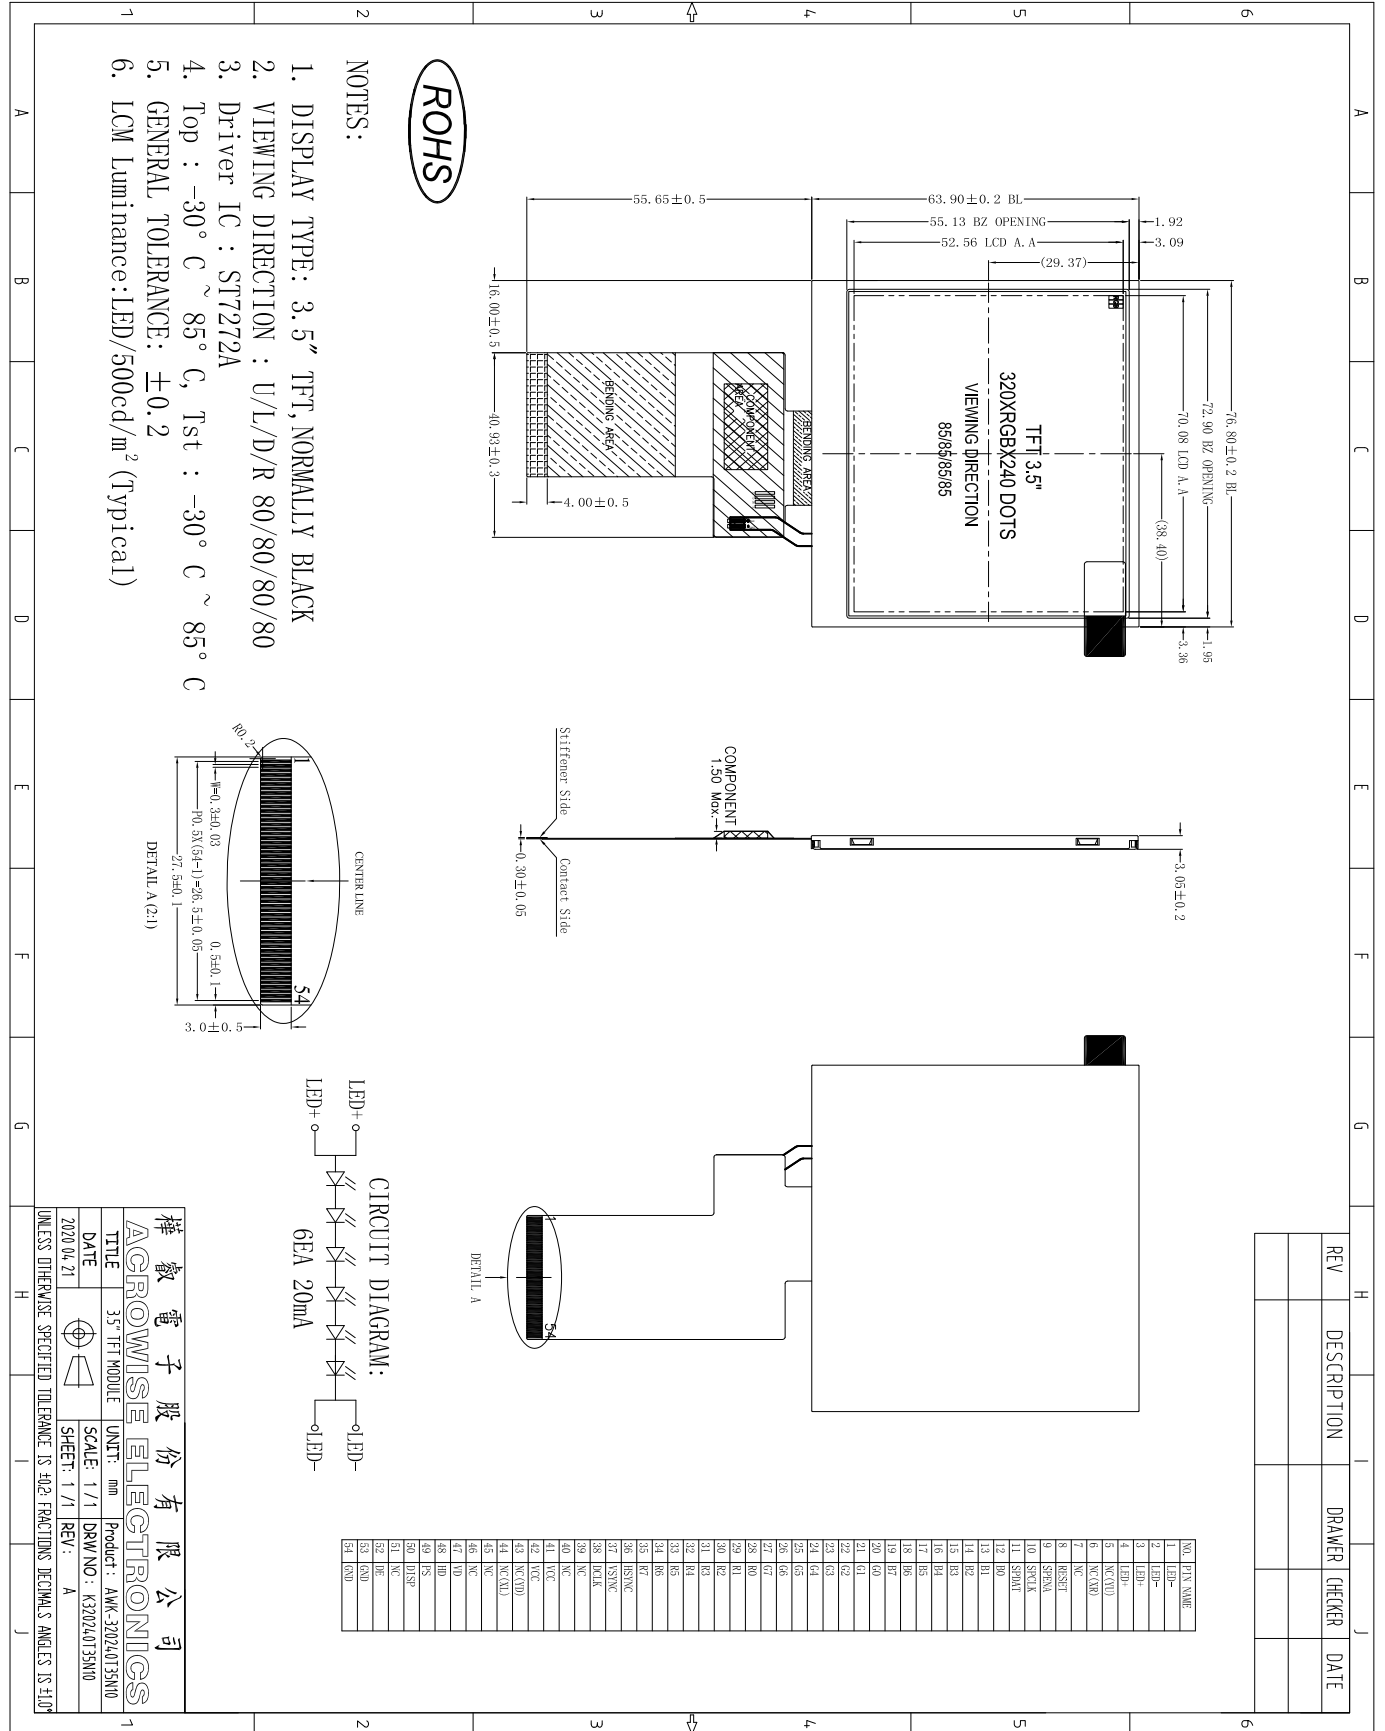 A
B
C
D
E
F
G
H
I
J
6
5
4
3
2
1
REV
DESCRIPTION
DRAWER
CHECKER
DATE
76.80±0.2 BL
72.90 BZ OPENING
70.08 LCD A.A
(38.40)
1.95
3.36
1.92
3.09
63.90±0.2 BL
55.13 BZ OPENING
52.56 LCD A.A
(29.37)
55.65±0.5
16.00±0.5
40.93±0.3
4.00±0.5
TFT 3.5"
320XRGBX240 DOTS
VIEWING DIRECTION
85/85/85/85
BENDING AREA
CCOMPONENT
AREA
BENDING AREA
3.05±0.2
COMPONENT
1.50 Max.
Stiffener Side
Contact Side
0.30±0.05
1
54
DETAIL A
ROHS
NOTES:
1. DISPLAY TYPE: 3.5" TFT,NORMALLY BLACK
2. VIEWING DIRECTION : U/L/D/R 80/80/80/80
3. Driver IC : ST7272A
4. Top : -30° C ~ 85° C, Tst : -30° C ~ 85° C
5. GENERAL TOLERANCE: ±0.2
6. LCM Luminance:LED/500cd/m² (Typical)
CENTER LINE
1
54
R0.2
W=0.3±0.03
0.5±0.1
P0.5X(54-1)=26.5±0.05
27.5±0.1
3.0±0.5
DETAIL A (2:1)
CIRCUIT DIAGRAM:
LED+
LED+
LED-
LED-
6EA 20mA
NO. PIN NAME
1 LED-
2 LED-
3 LED+
4 LED+
5 NC(YU)
6 NC(XR)
7 NC
8 RESET
9 SPENA
10 SPCLK
11 SPDAT
12 B0
13 B1
14 B2
15 B3
16 B4
17 B5
18 B6
19 B7
20 G0
21 G1
22 G2
23 G3
24 G4
25 G5
26 G6
27 G7
28 R0
29 R1
30 R2
31 R3
32 R4
33 R5
34 R6
35 R7
36 HSYNC
37 VSYNC
38 DCLK
39 NC
40 NC
41 VCC
42 VCC
43 NC(YD)
44 NC(XL)
45 NC
46 NC
47 VD
48 HD
49 PS
50 DISP
51 NC
52 DE
53 GND
54 GND
樺叡電子股份有限公司
ACROWISE ELECTRONICS
TITLE 3.5" TFT MODULE UNIT: mm Product: AWK-320240T35N10
DATE SCALE: 1 /1 DRW NO : K320240T35N10
2020 04 21 SHEET: 1 /1 REV : A
UNLESS OTHERWISE SPECIFIED TOLERANCE IS ±0.2; FRACTIONS DECIMALS ANGLES IS ±1.0°
A
B
C
D
E
F
G
H
I
J
6
5
4
3
2
1